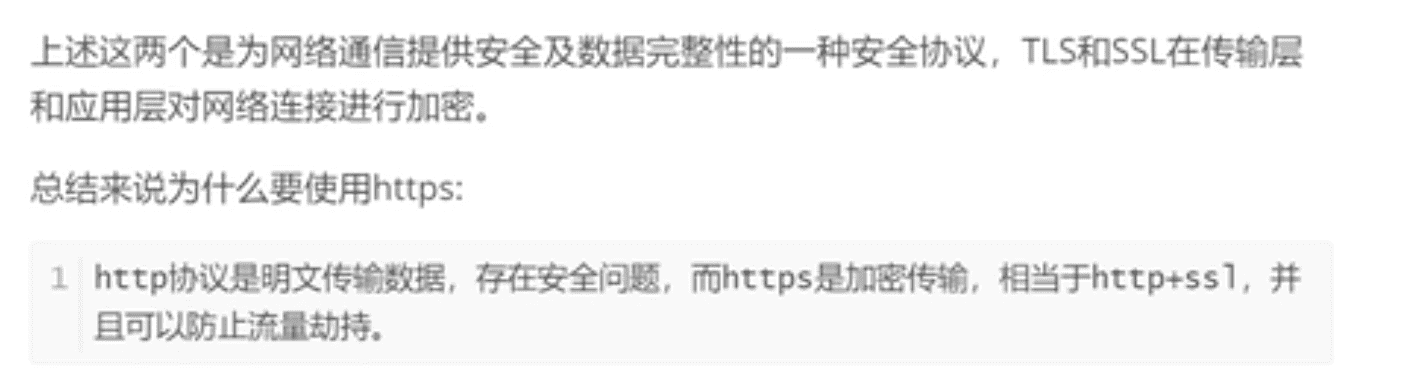 上述这两个是为网络通信提供安全及数据完整性的一种安全协议，TLS和SSL在传输层
和应用层对网络连接进行加密。
总结来说为什么要使用https:
1 http协议是明文传输数据，存在安全问题，而https是加密传输，相当于http+ssl，并
且可以防止流量劫持。